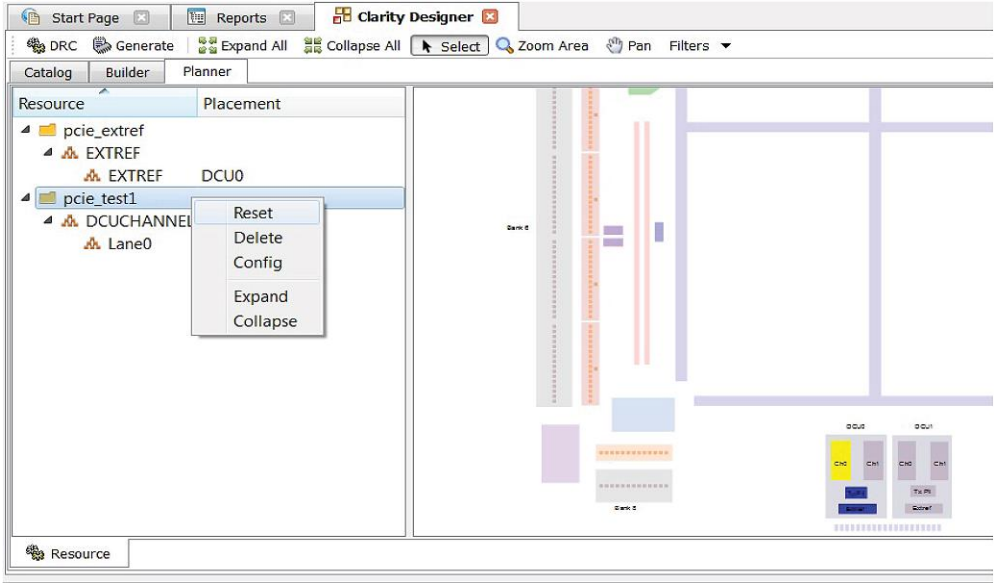 Start Page Reports Clarity Designer
DRC Generate Expand All Collapse All Select Zoom Area Pan Filters
Catalog Builder Planner
Resource Placement
pcie_extref
EXTREF
EXTREF DCU0
pcie_test1
DCUCHANNEL
Lane0
Reset
Delete
Config
Expand
Collapse
Bank 6
DCU0 DCU1
Ch0 Ch1 Ch0 Ch1
Extref Extref
Bank 8
Resource